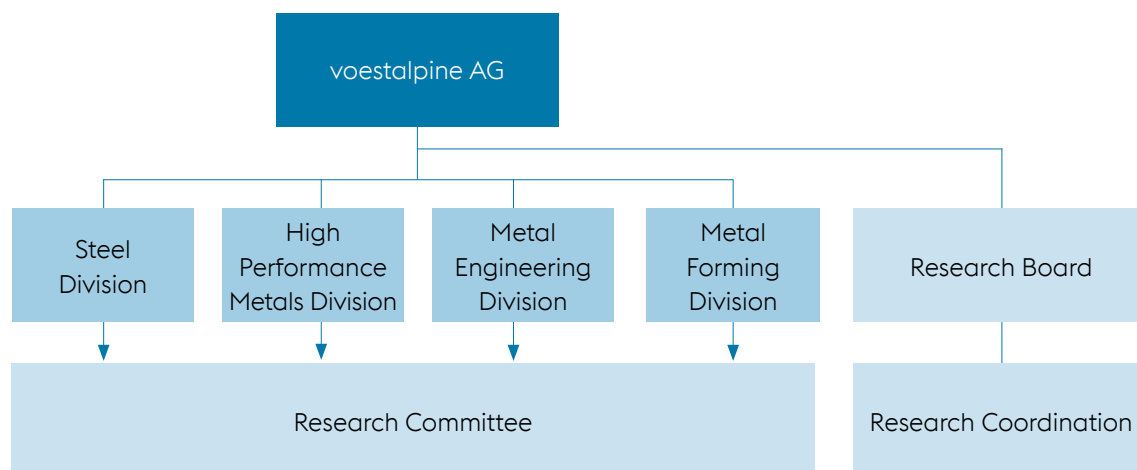 voestalpine AG
Steel
Division
High
Performance
Metals Division
Metal
Engineering
Division
Metal
Forming
Division
Research Board
Research Committee
Research Coordination